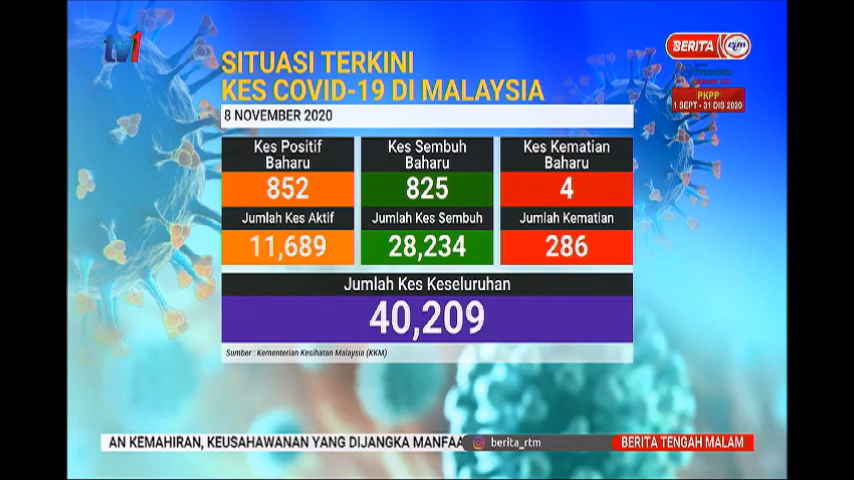 tv1
BERITA rtm
SITUASI TERKINI
KES COVID-19 DI MALAYSIA
PKPP
1 SEPT - 31 DIS 2020
8 NOVEMBER 2020
Kes Positif Baharu
852
Kes Sembuh Baharu
825
Kes Kematian Baharu
4
Jumlah Kes Aktif
11,689
Jumlah Kes Sembuh
28,234
Jumlah Kematian
286
Jumlah Kes Keseluruhan
40,209
Sumber : Kementerian Kesihatan Malaysia (KKM)
AN KEMAHIRAN, KEUSAHAWANAN YANG DIJANGKA MANFAA
berita_rtm
BERITA TENGAH MALAM